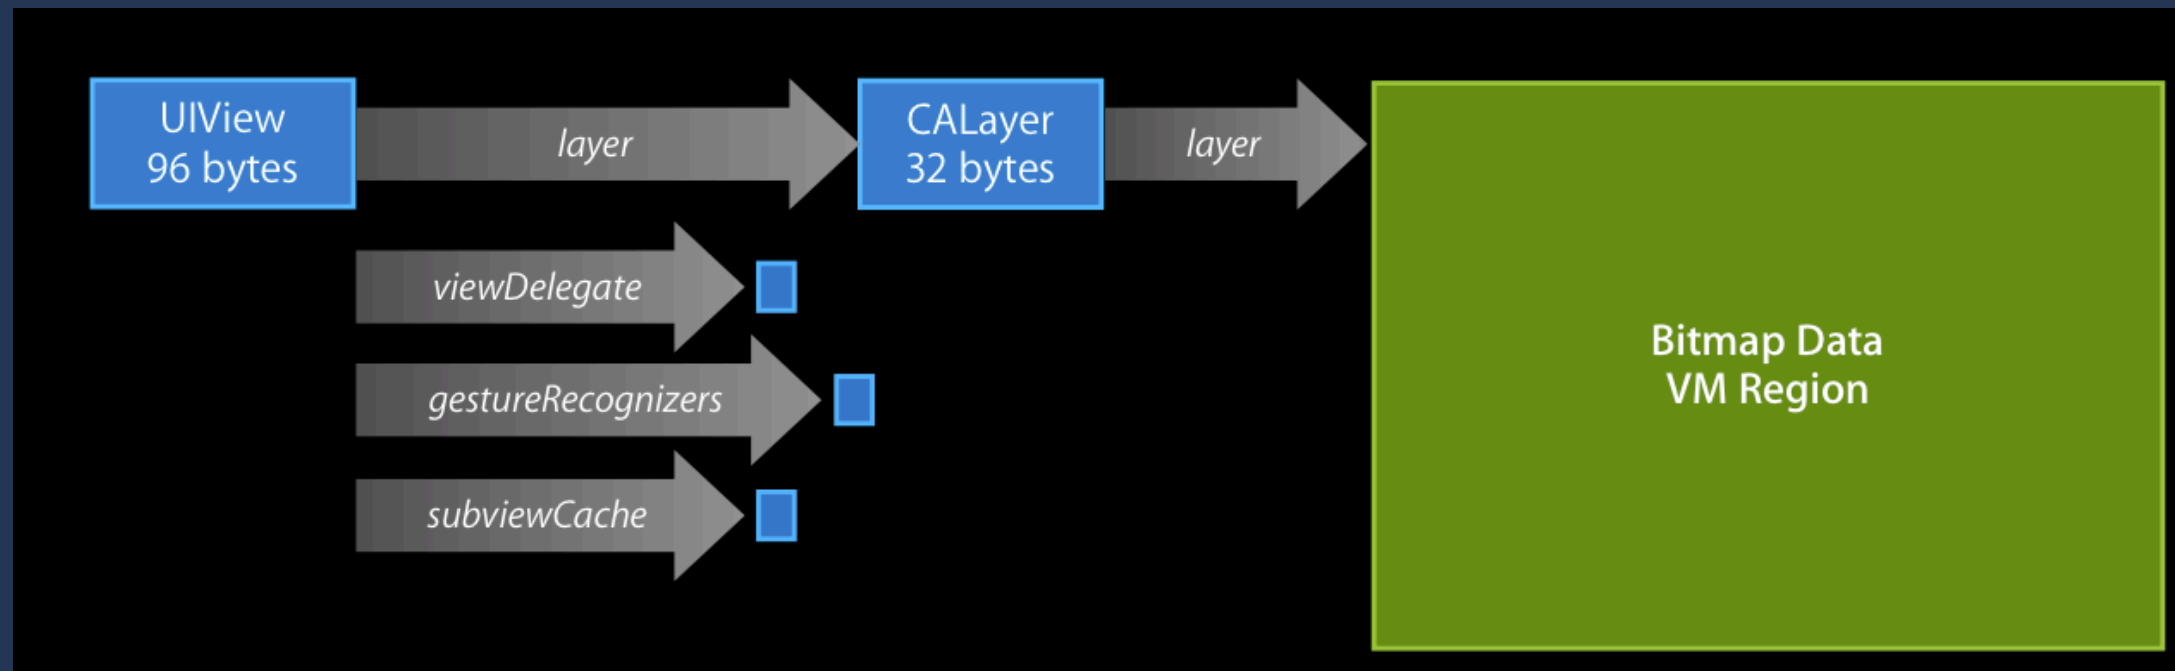 UIView
96 bytes
layer
CALayer
32 bytes
layer
viewDelegate
gestureRecognizers
subviewCache
Bitmap Data
VM Region